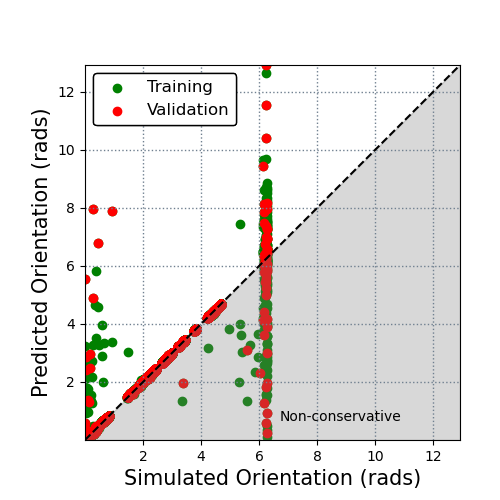 Training
Validation
12
10
8
6
4
2
Predicted Orientation (rads)
Non-conservative
2 4 6 8 10 12
Simulated Orientation (rads)